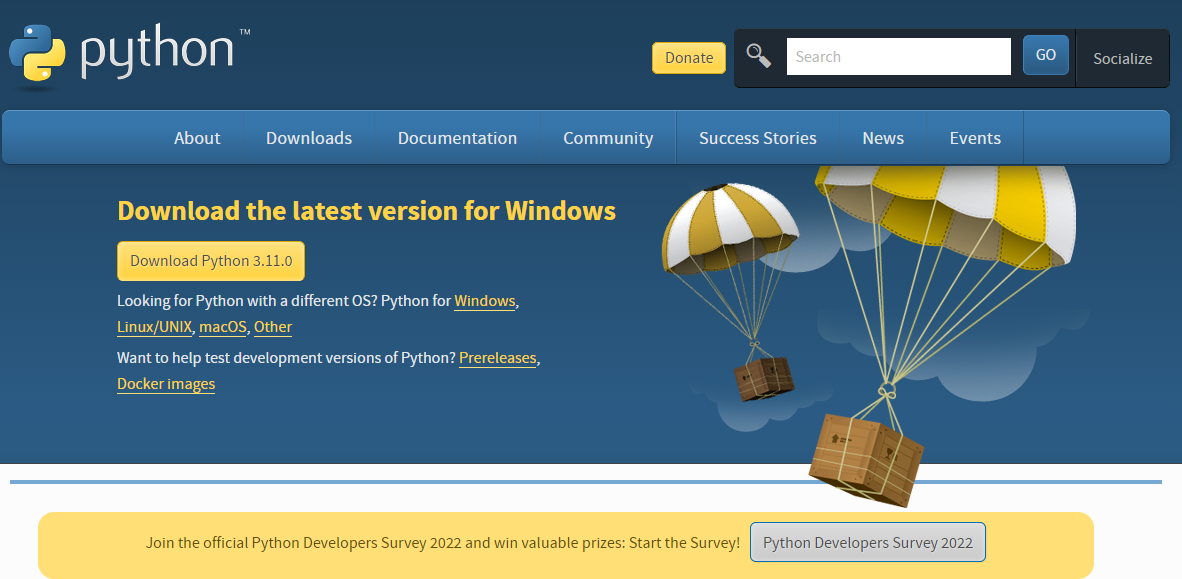 python™
Donate
Search
GO
Socialize
About
Downloads
Documentation
Community
Success Stories
News
Events
Download the latest version for Windows
Download Python 3.11.0
Looking for Python with a different OS? Python for Windows,
Linux/UNIX, macOS, Other
Want to help test development versions of Python? Prereleases,
Docker images
Join the official Python Developers Survey 2022 and win valuable prizes: Start the Survey!
Python Developers Survey 2022